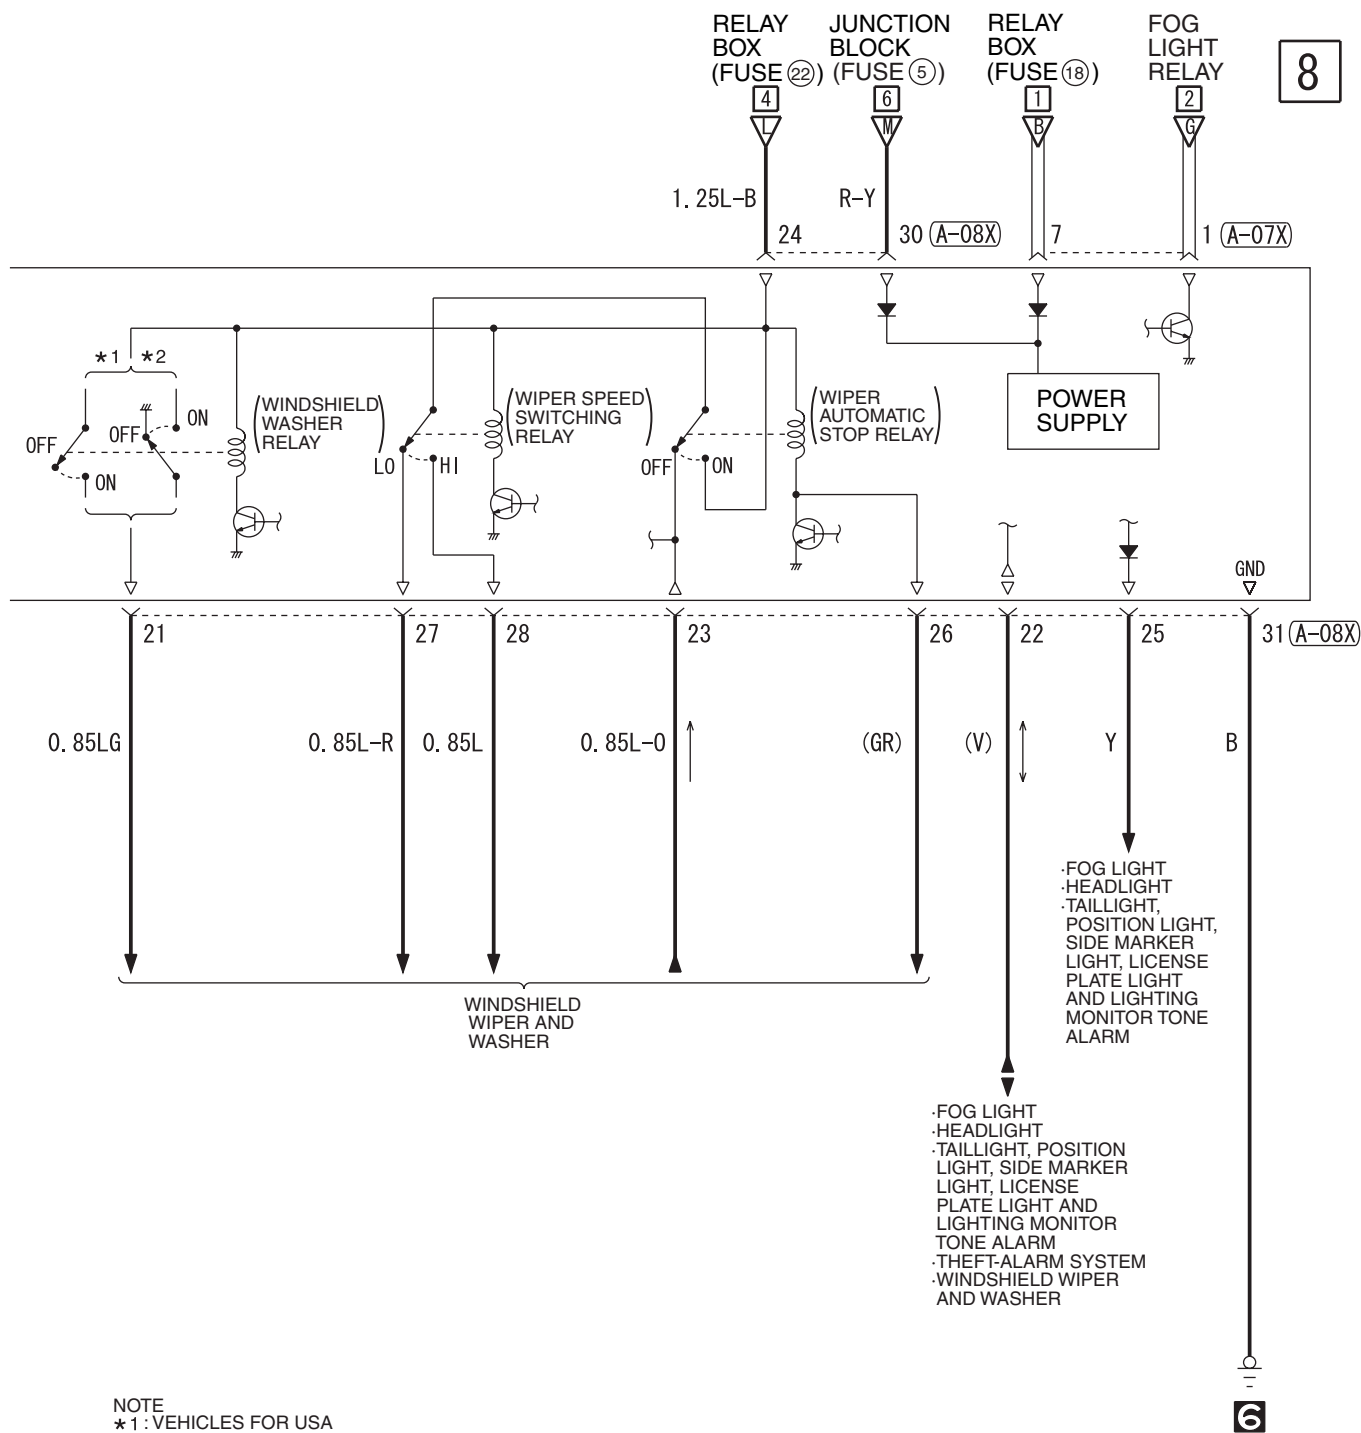 RELAY
BOX
(FUSE 22)
4
L
JUNCTION
BLOCK
(FUSE 5)
6
M
RELAY
BOX
(FUSE 18)
1
B
FOG
LIGHT
RELAY
2
G
8
1.25L-B
R-Y
24
30 A-08X
7
1 A-07X
*1 *2
OFF
ON
OFF
ON
(WINDSHIELD
WASHER
RELAY)
LO
HI
(WIPER SPEED
SWITCHING
RELAY)
OFF
ON
(WIPER
AUTOMATIC
STOP RELAY)
POWER
SUPPLY
GND
21
27
28
23
26
22
25
31 A-08X
0.85LG
0.85L-R
0.85L
0.85L-O
(GR)
(V)
Y
B
WINDSHIELD
WIPER AND
WASHER
·FOG LIGHT
·HEADLIGHT
·TAILLIGHT,
POSITION LIGHT,
SIDE MARKER
LIGHT, LICENSE
PLATE LIGHT
AND LIGHTING
MONITOR TONE
ALARM
·FOG LIGHT
·HEADLIGHT
·TAILLIGHT, POSITION
LIGHT, SIDE MARKER
LIGHT, LICENSE
PLATE LIGHT AND
LIGHTING MONITOR
TONE ALARM
·THEFT-ALARM SYSTEM
·WINDSHIELD WIPER
AND WASHER
6
NOTE
*1 : VEHICLES FOR USA